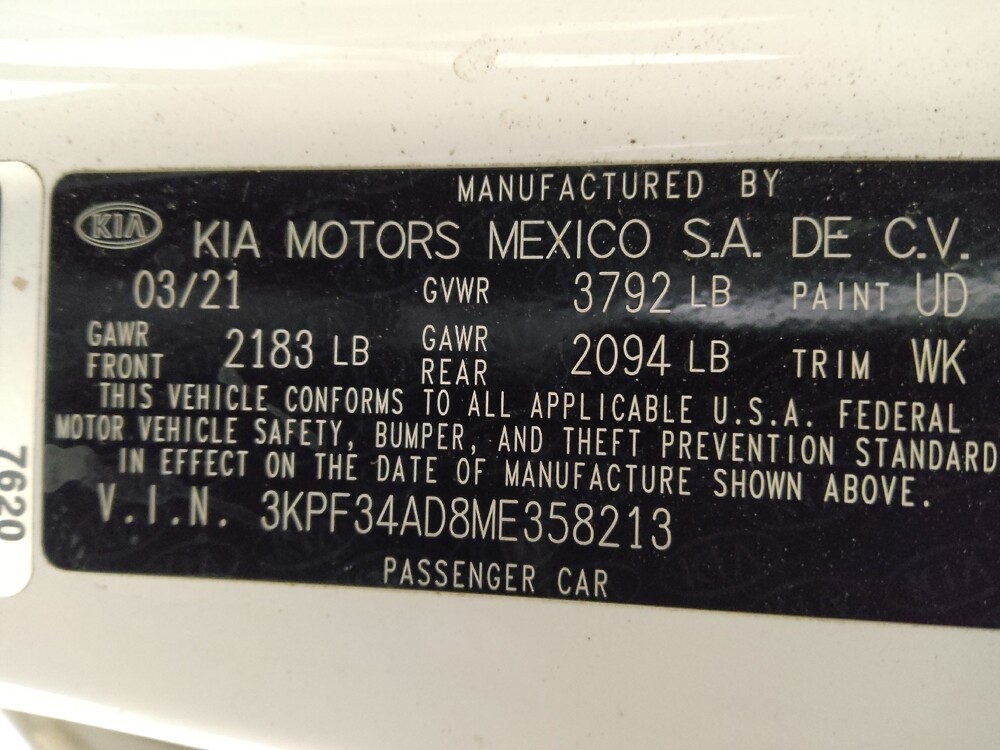 MANUFACTURED BY
KIA KIA MOTORS MEXICO S.A. DE C.V.
03/21 GVWR 3792 LB PAINT UD
GAWR FRONT 2183 LB GAWR REAR 2094 LB TRIM WK
THIS VEHICLE CONFORMS TO ALL APPLICABLE U.S.A. FEDERAL
MOTOR VEHICLE SAFETY, BUMPER, AND THEFT PREVENTION STANDARD
IN EFFECT ON THE DATE OF MANUFACTURE SHOWN ABOVE.
V.I.N. 3KPF34AD8ME358213
PASSENGER CAR
7620